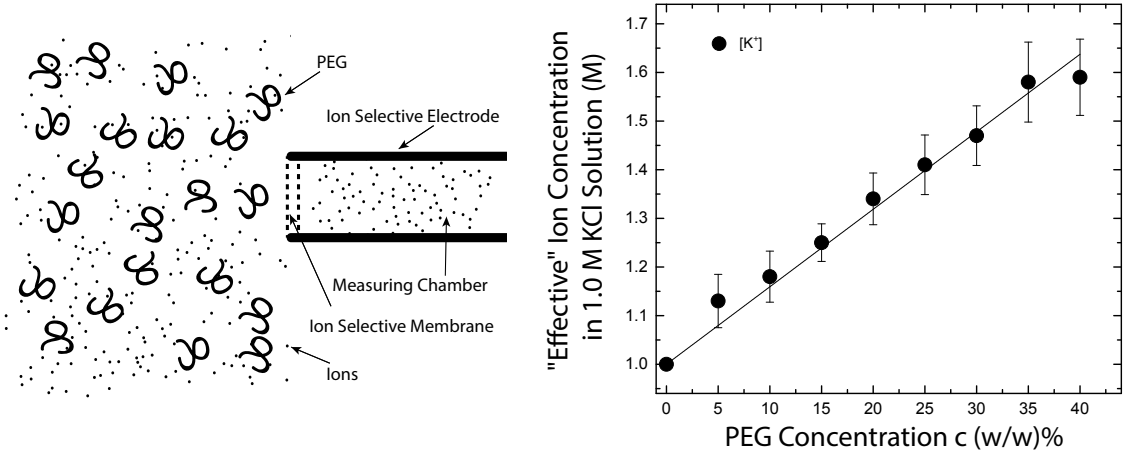 PEG
Ion Selective Electrode
Measuring Chamber
Ion Selective Membrane
Ions
"Effective" Ion Concentration
in 1.0 M KCl Solution (M)
1.7
1.6
1.5
1.4
1.3
1.2
1.1
1.0
[K⁺]
0 5 10 15 20 25 30 35 40
PEG Concentration c (w/w)%